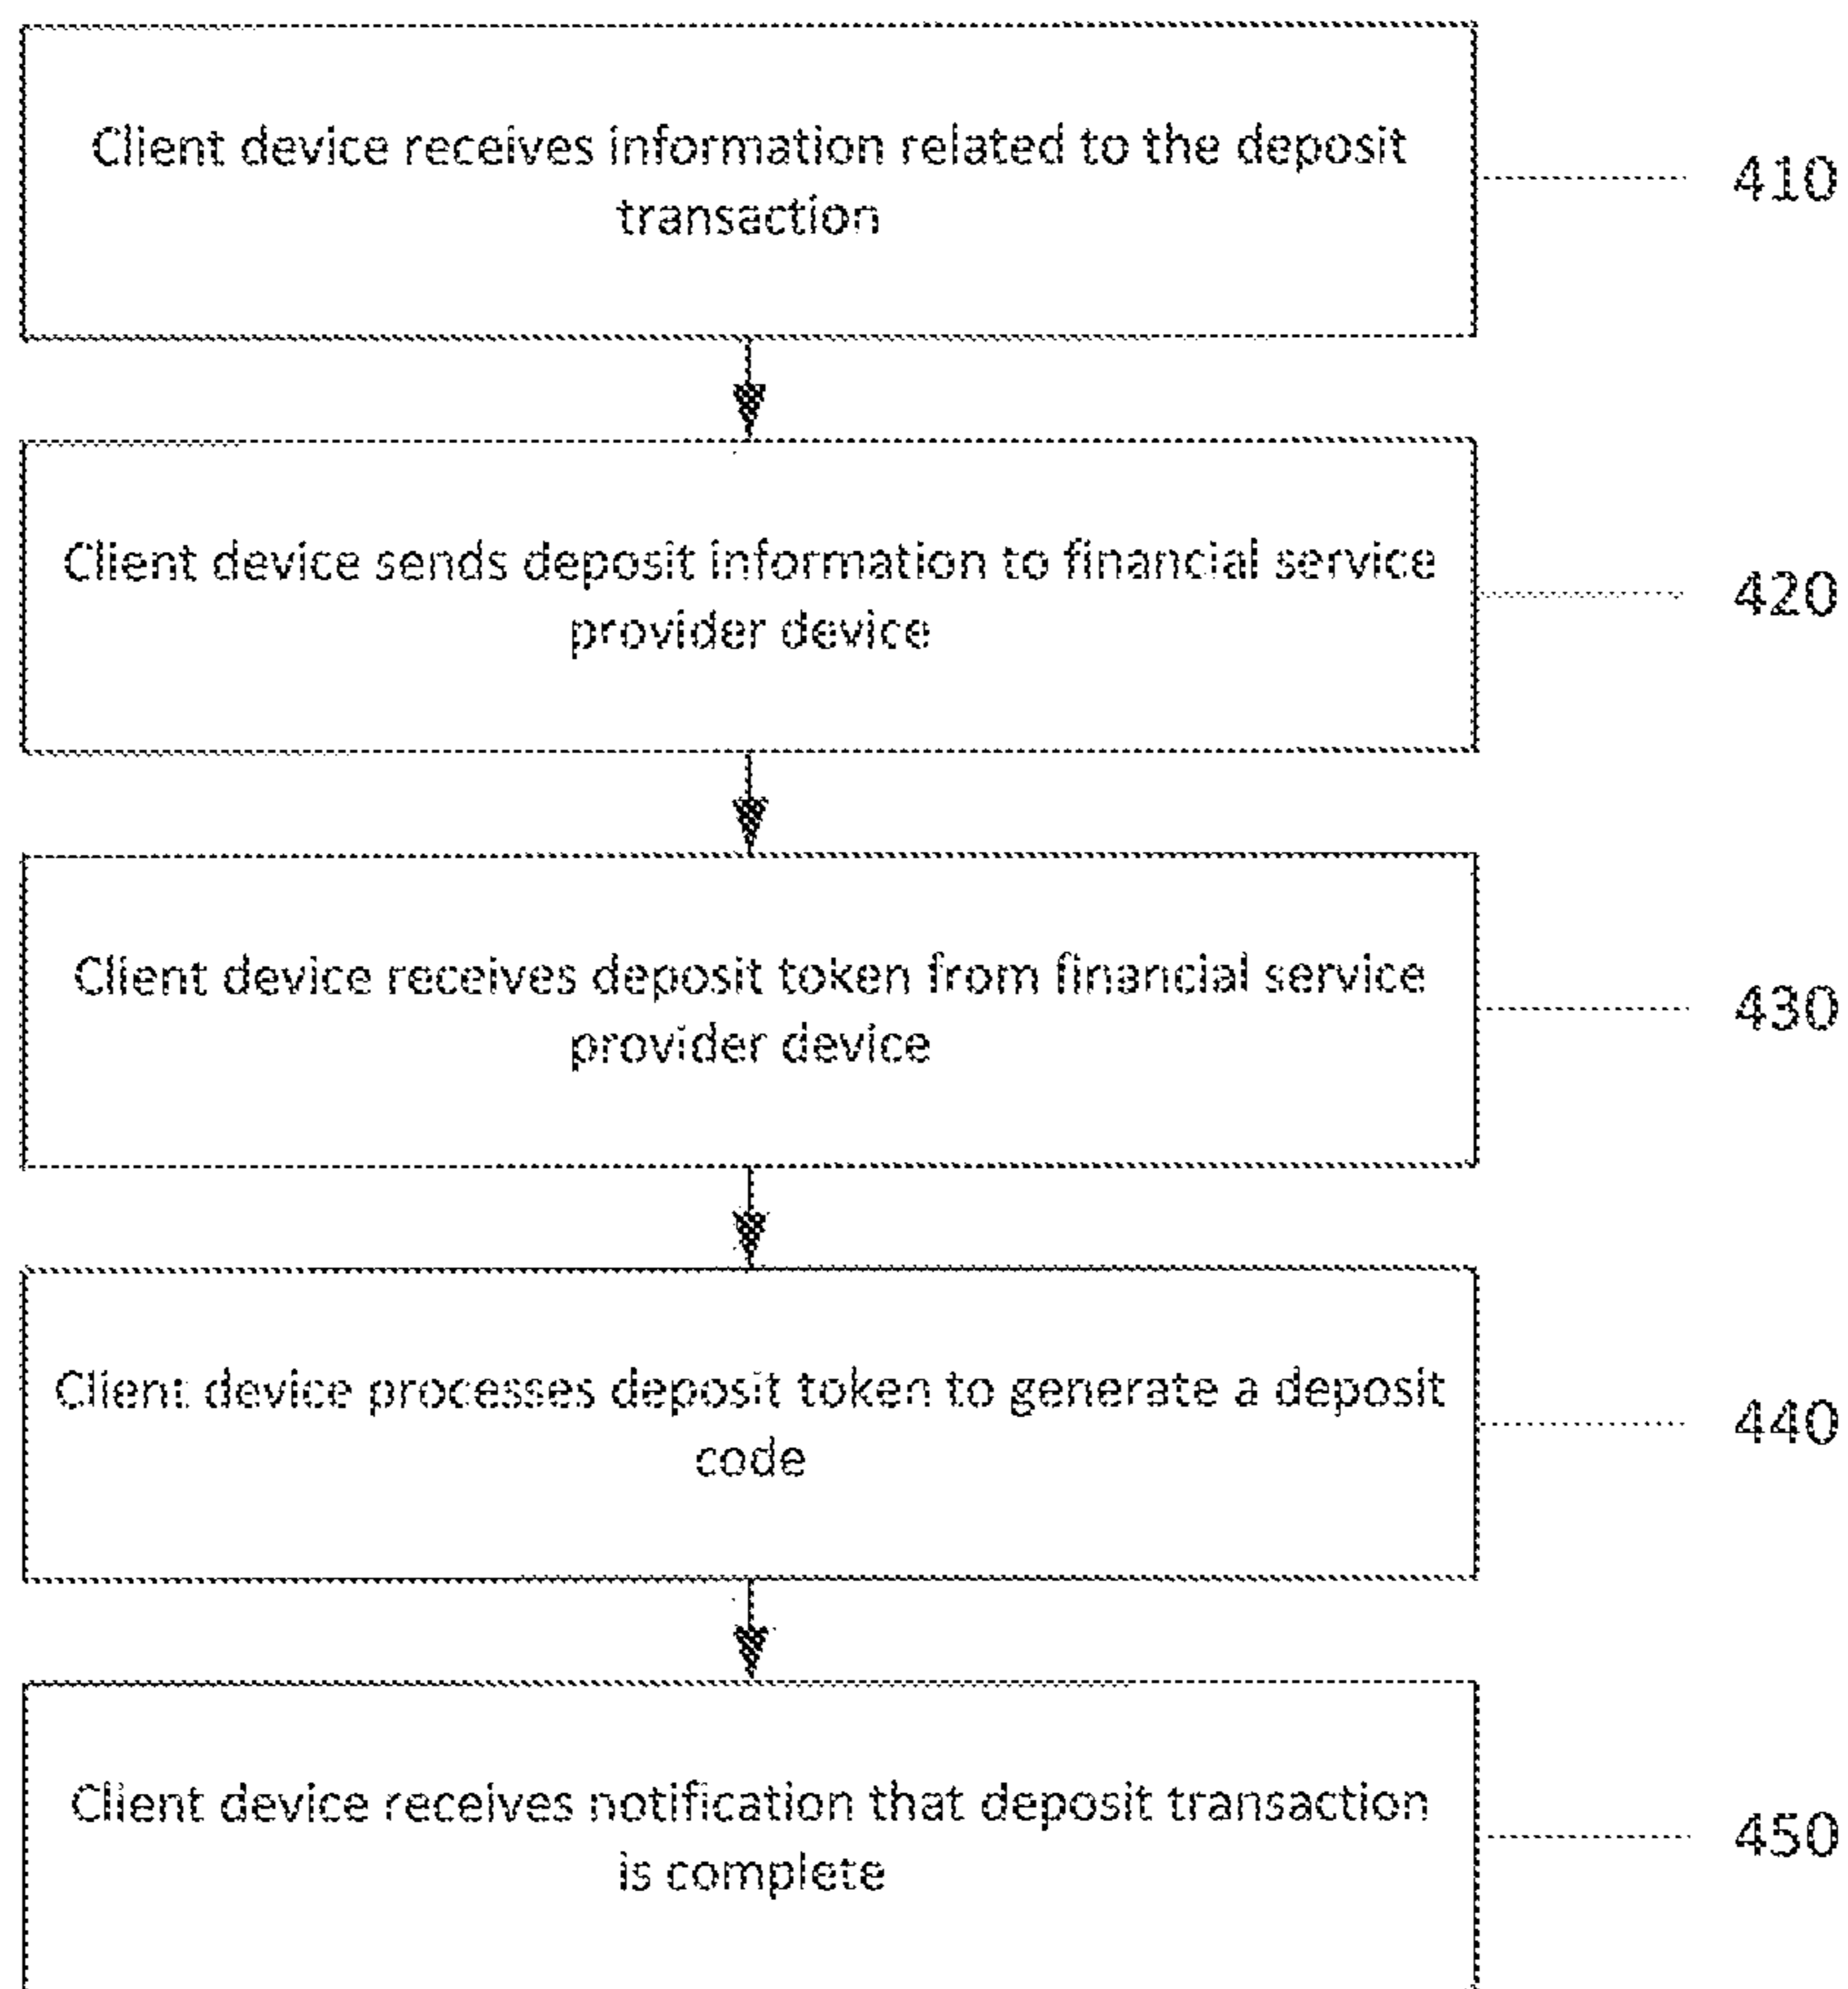 Client device receives information related to the deposit
transaction
410
Client device sends deposit information to financial service
provider device
420
Client device receives deposit token from financial service
provider device
430
Client device processes deposit token to generate a deposit
code
440
Client device receives notification that deposit transaction
is complete
450